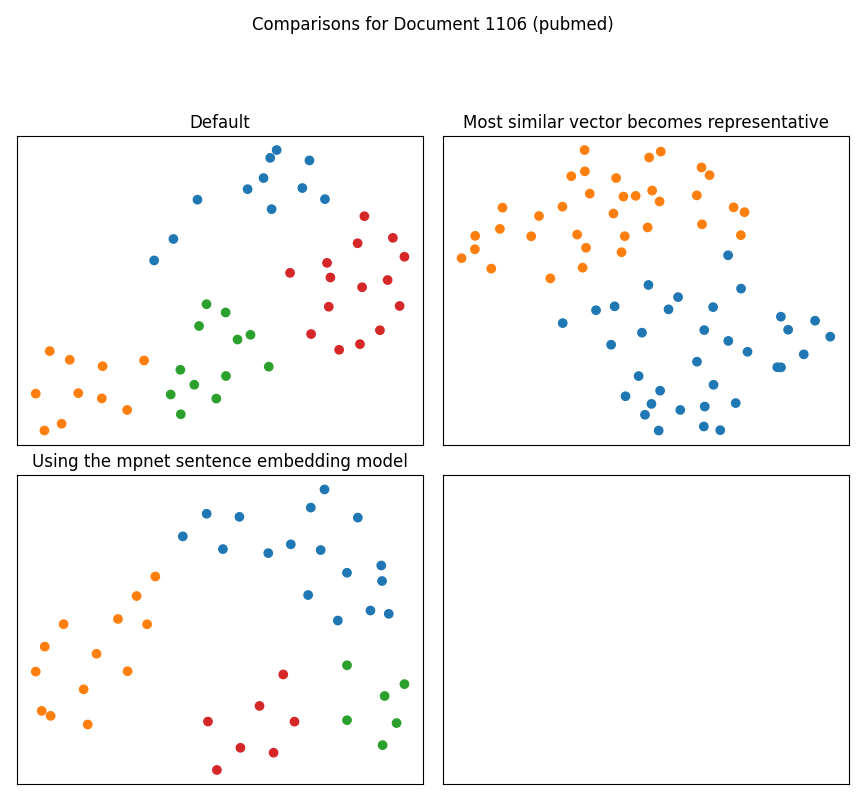 Comparisons for Document 1106 (pubmed)
Default
Most similar vector becomes representative
Using the mpnet sentence embedding model